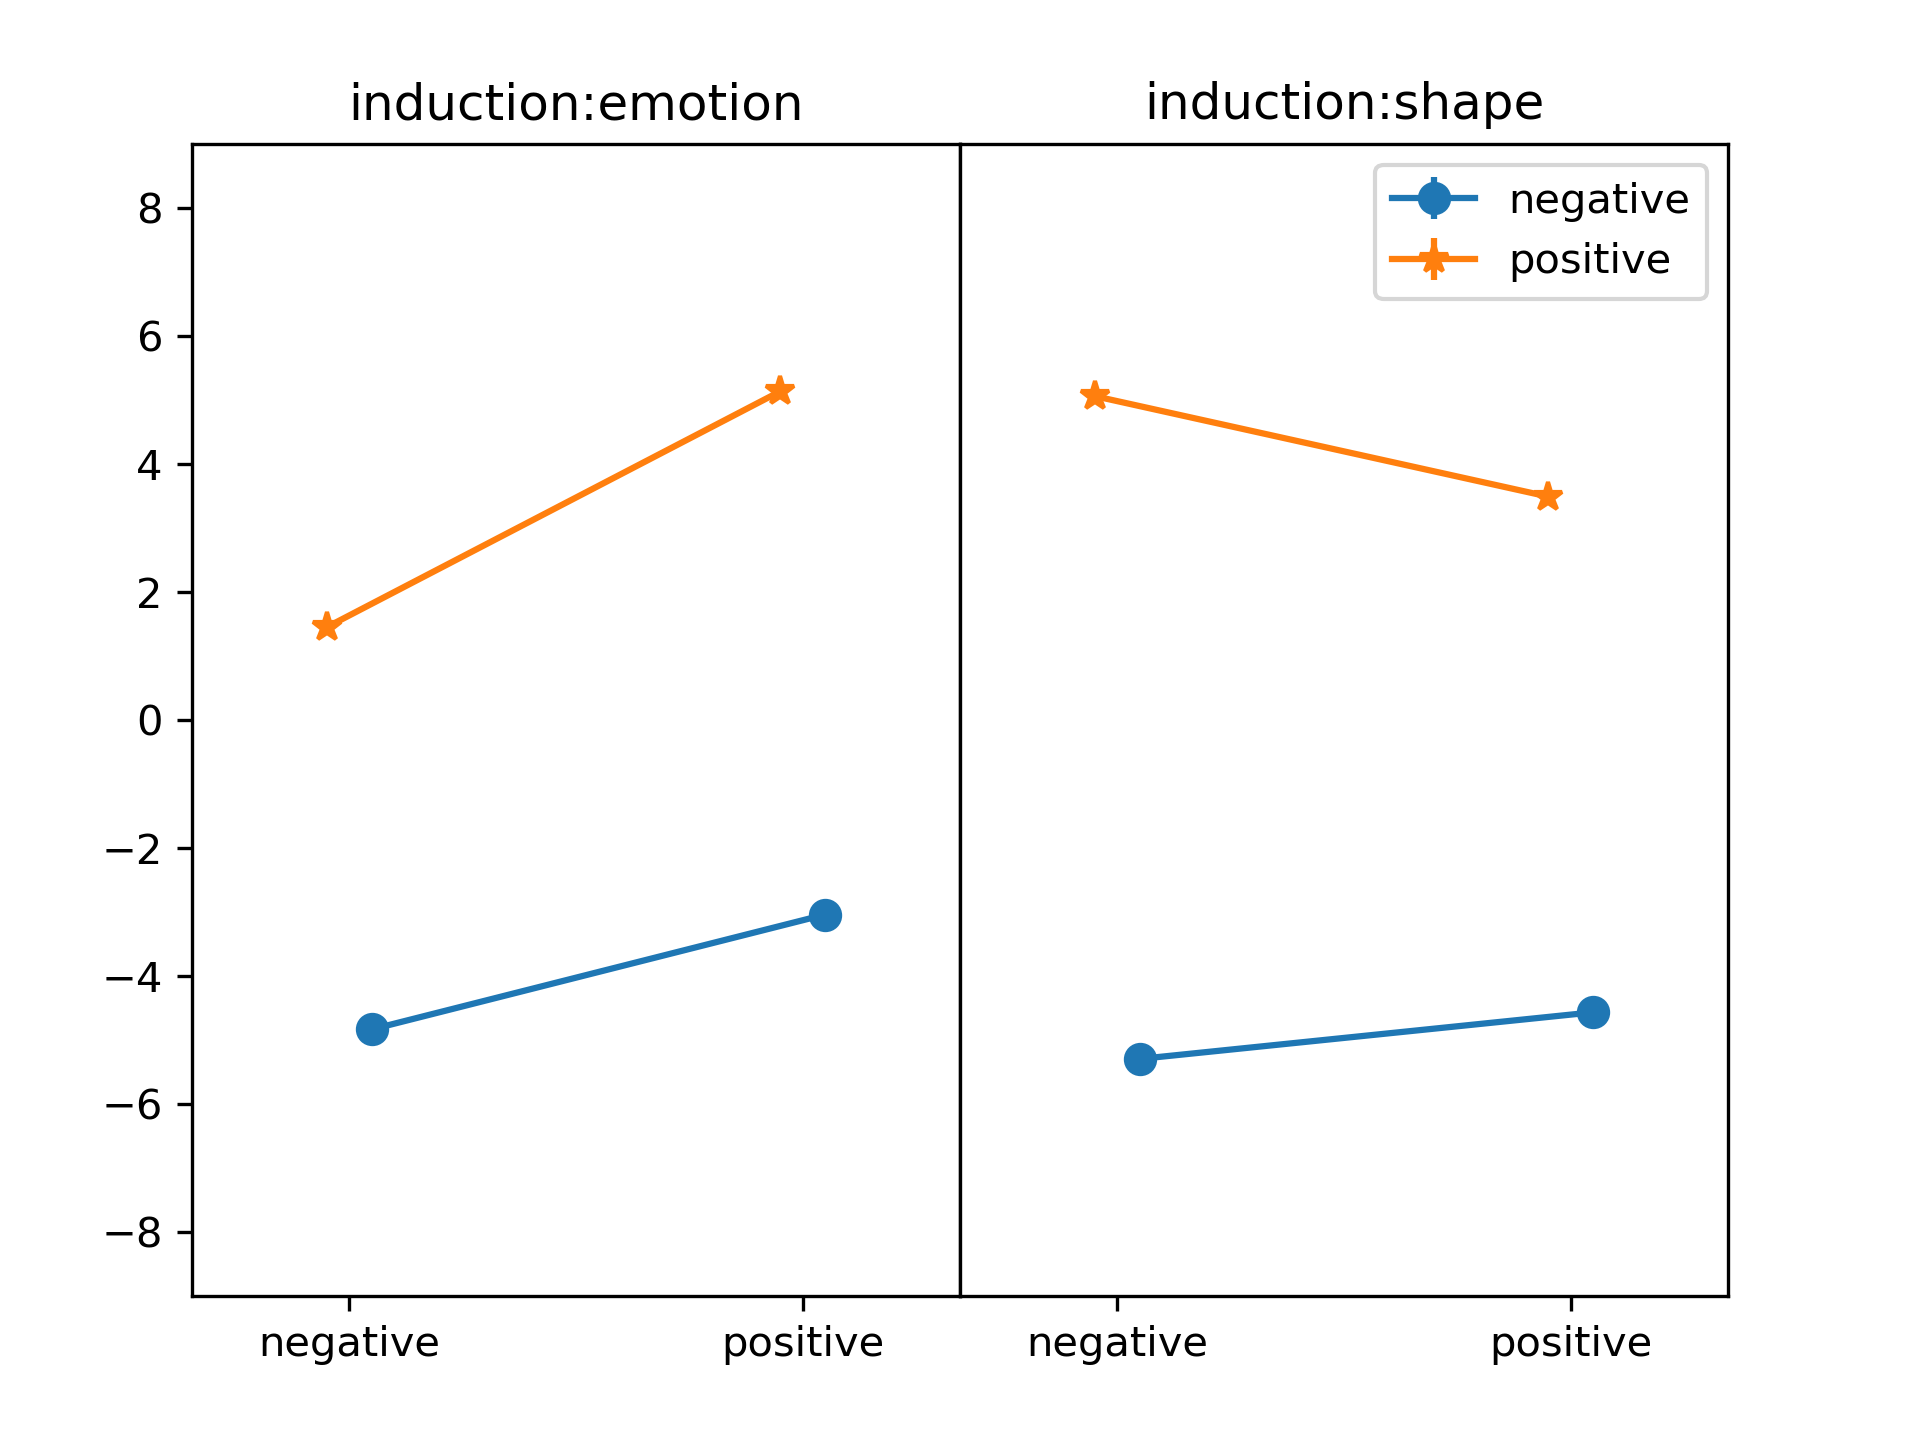 induction:emotion
induction:shape
negative
positive
8
6
4
2
0
−2
−4
−6
−8
negative
positive
negative
positive